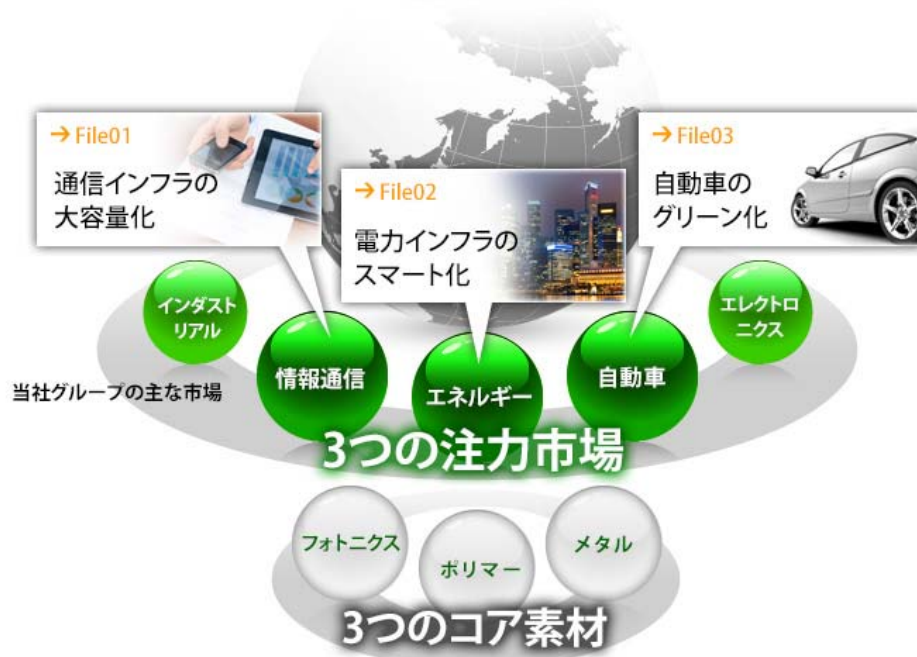 → File01
通信インフラの
大容量化
→ File02
電力インフラの
スマート化
→ File03
自動車の
グリーン化
インダスト
リアル
情報通信
エネルギー
自動車
エレクトロ
ニクス
当社グループの主な市場
3つの注力市場
フォトニクス
ポリマー
メタル
3つのコア素材